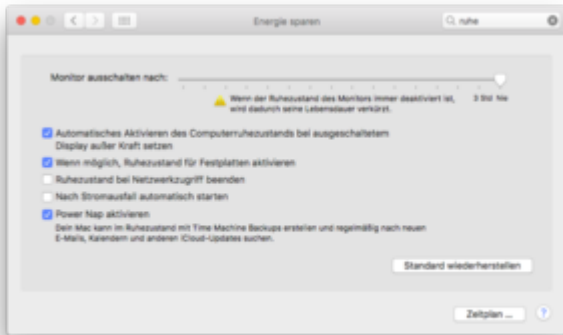 Energie sparen
ruhe
Monitor ausschalten nach:
3 Std Nie
Wenn der Ruhezustand des Monitors immer deaktiviert ist,
wird dadurch seine Lebensdauer verkürzt.
Automatisches Aktivieren des Computerruhezustands bei ausgeschaltetem
Display außer Kraft setzen
Wenn möglich, Ruhezustand für Festplatten aktivieren
Ruhezustand bei Netzwerkzugriff beenden
Nach Stromausfall automatisch starten
Power Nap aktivieren
Dein Mac kann im Ruhezustand mit Time Machine Backups erstellen und regelmäßig nach neuen
E-Mails, Kalendern und anderen iCloud-Updates suchen.
Standard wiederherstellen
Zeitplan ...
?